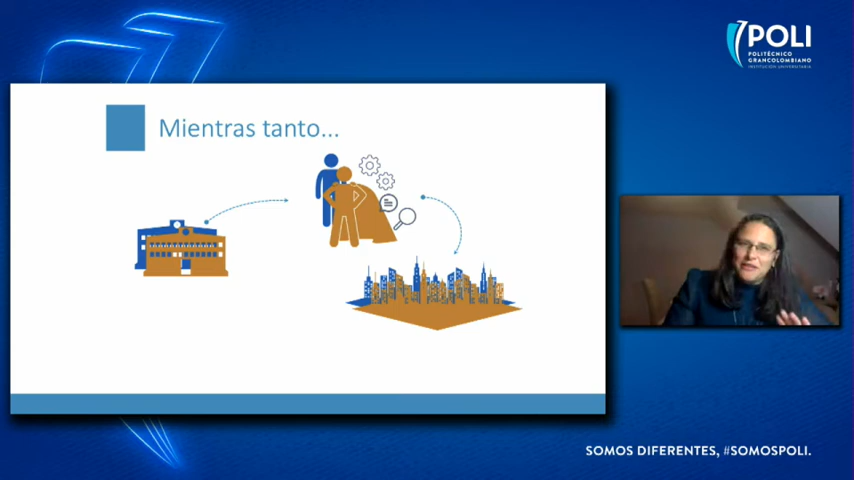 POLI
POLITÉCNICO
GRANCOLOMBIANO
INSTITUCIÓN UNIVERSITARIA
Mientras tanto...
SOMOS DIFERENTES, #SOMOSPOLI.